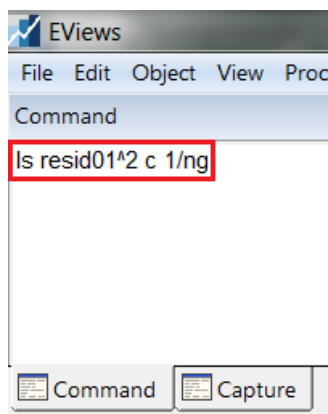 EViews
File Edit Object View Proc
Command
ls resid01^2 c 1/ng
Command Capture